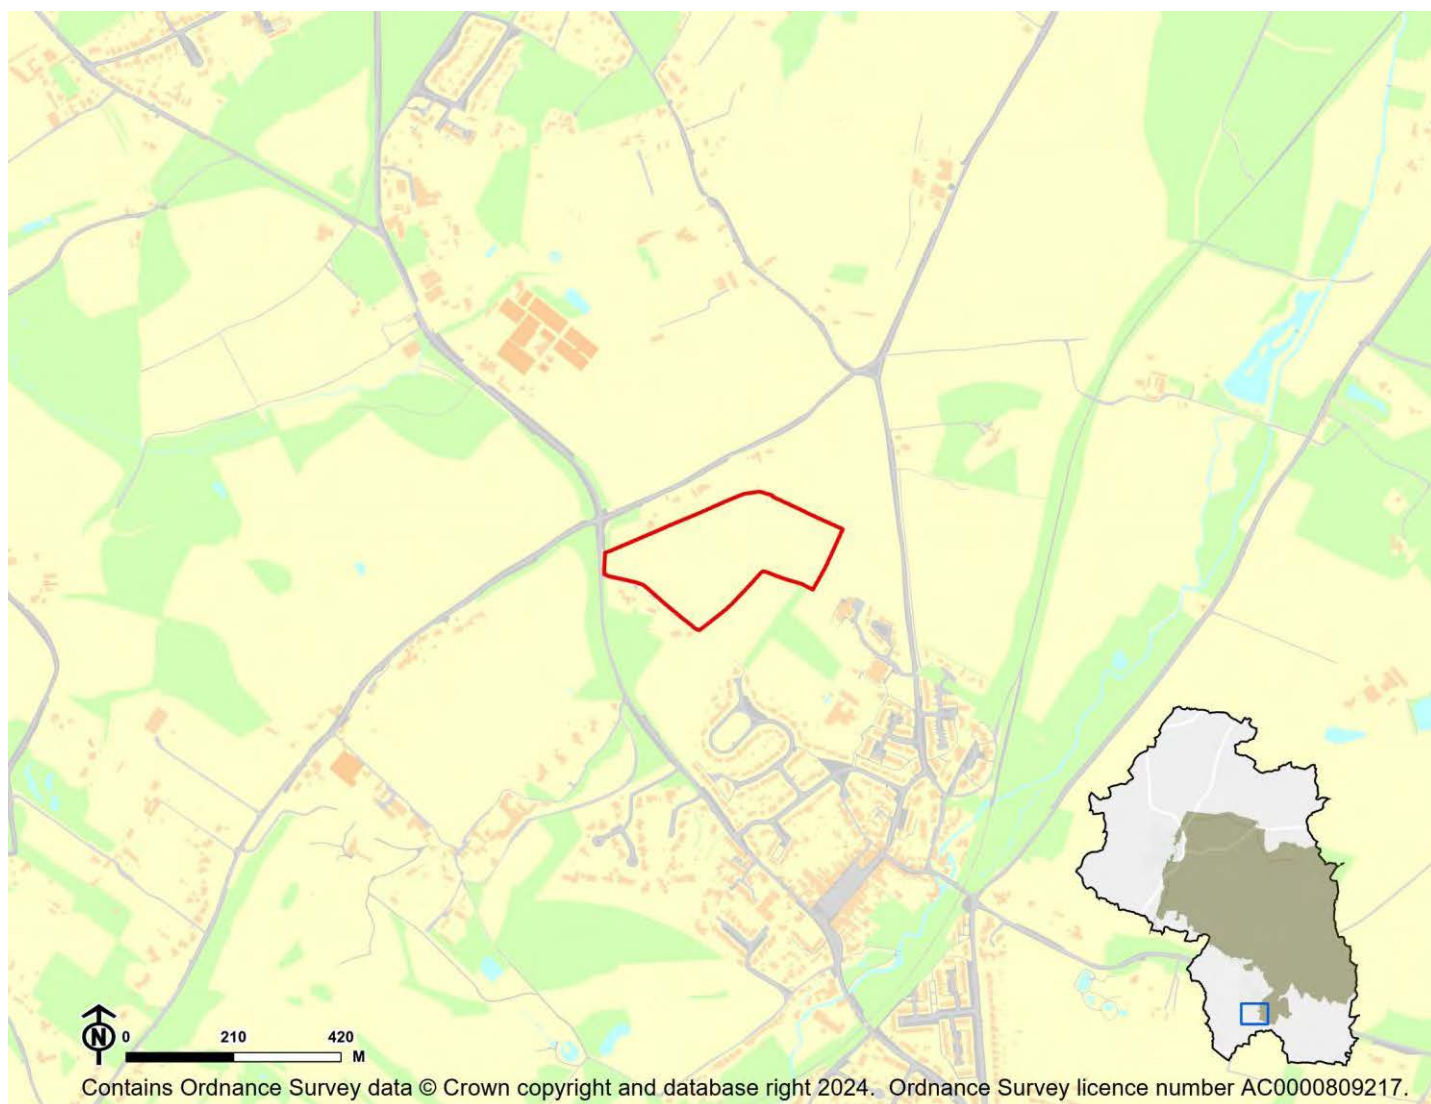 N
0 210 420
M
Contains Ordnance Survey data © Crown copyright and database right 2024. Ordnance Survey licence number AC0000809217.